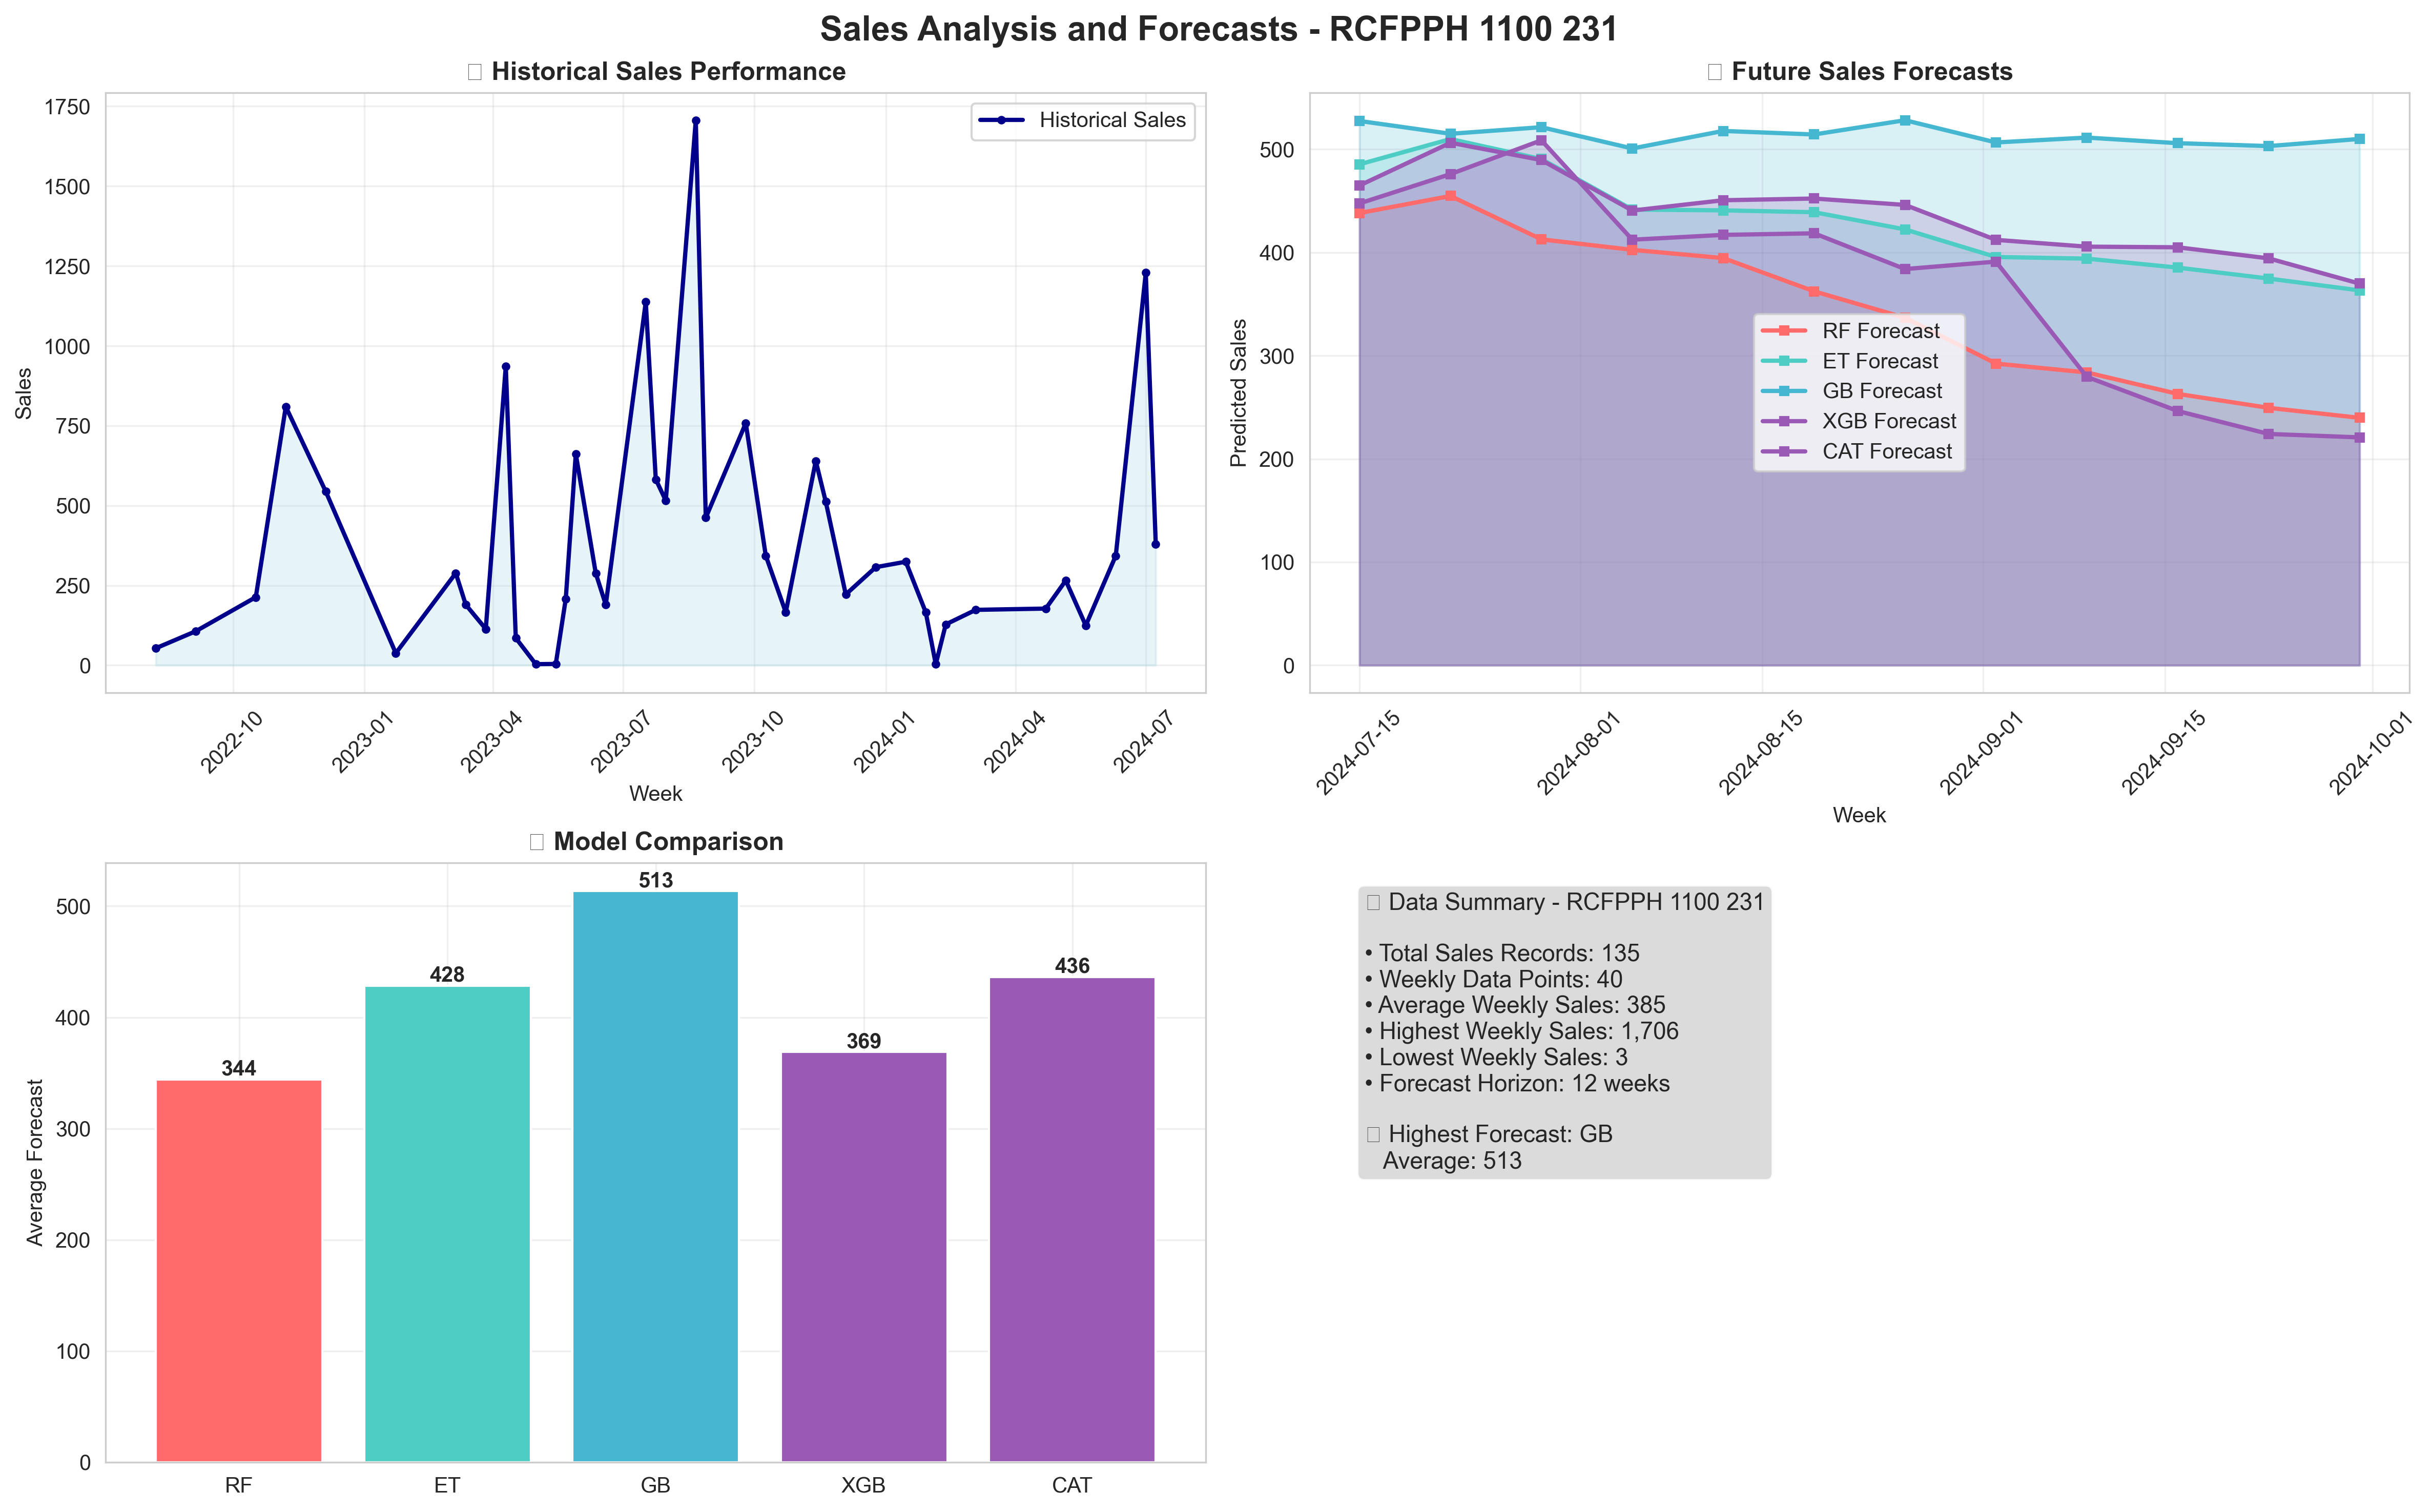 Sales Analysis and Forecasts - RCFPPH 1100 231
▯ Historical Sales Performance
Sales
1750
1500
1250
1000
750
500
250
0
Historical Sales
2022-10
2023-01
2023-04
2023-07
2023-10
2024-01
2024-04
2024-07
Week
▯ Future Sales Forecasts
Predicted Sales
500
400
300
200
100
0
RF Forecast
ET Forecast
GB Forecast
XGB Forecast
CAT Forecast
2024-07-15
2024-08-01
2024-08-15
2024-09-01
2024-09-15
2024-10-01
Week
▯ Model Comparison
Average Forecast
500
400
300
200
100
0
344
428
513
369
436
RF
ET
GB
XGB
CAT
▯ Data Summary - RCFPPH 1100 231
• Total Sales Records: 135
• Weekly Data Points: 40
• Average Weekly Sales: 385
• Highest Weekly Sales: 1,706
• Lowest Weekly Sales: 3
• Forecast Horizon: 12 weeks
▯ Highest Forecast: GB
Average: 513